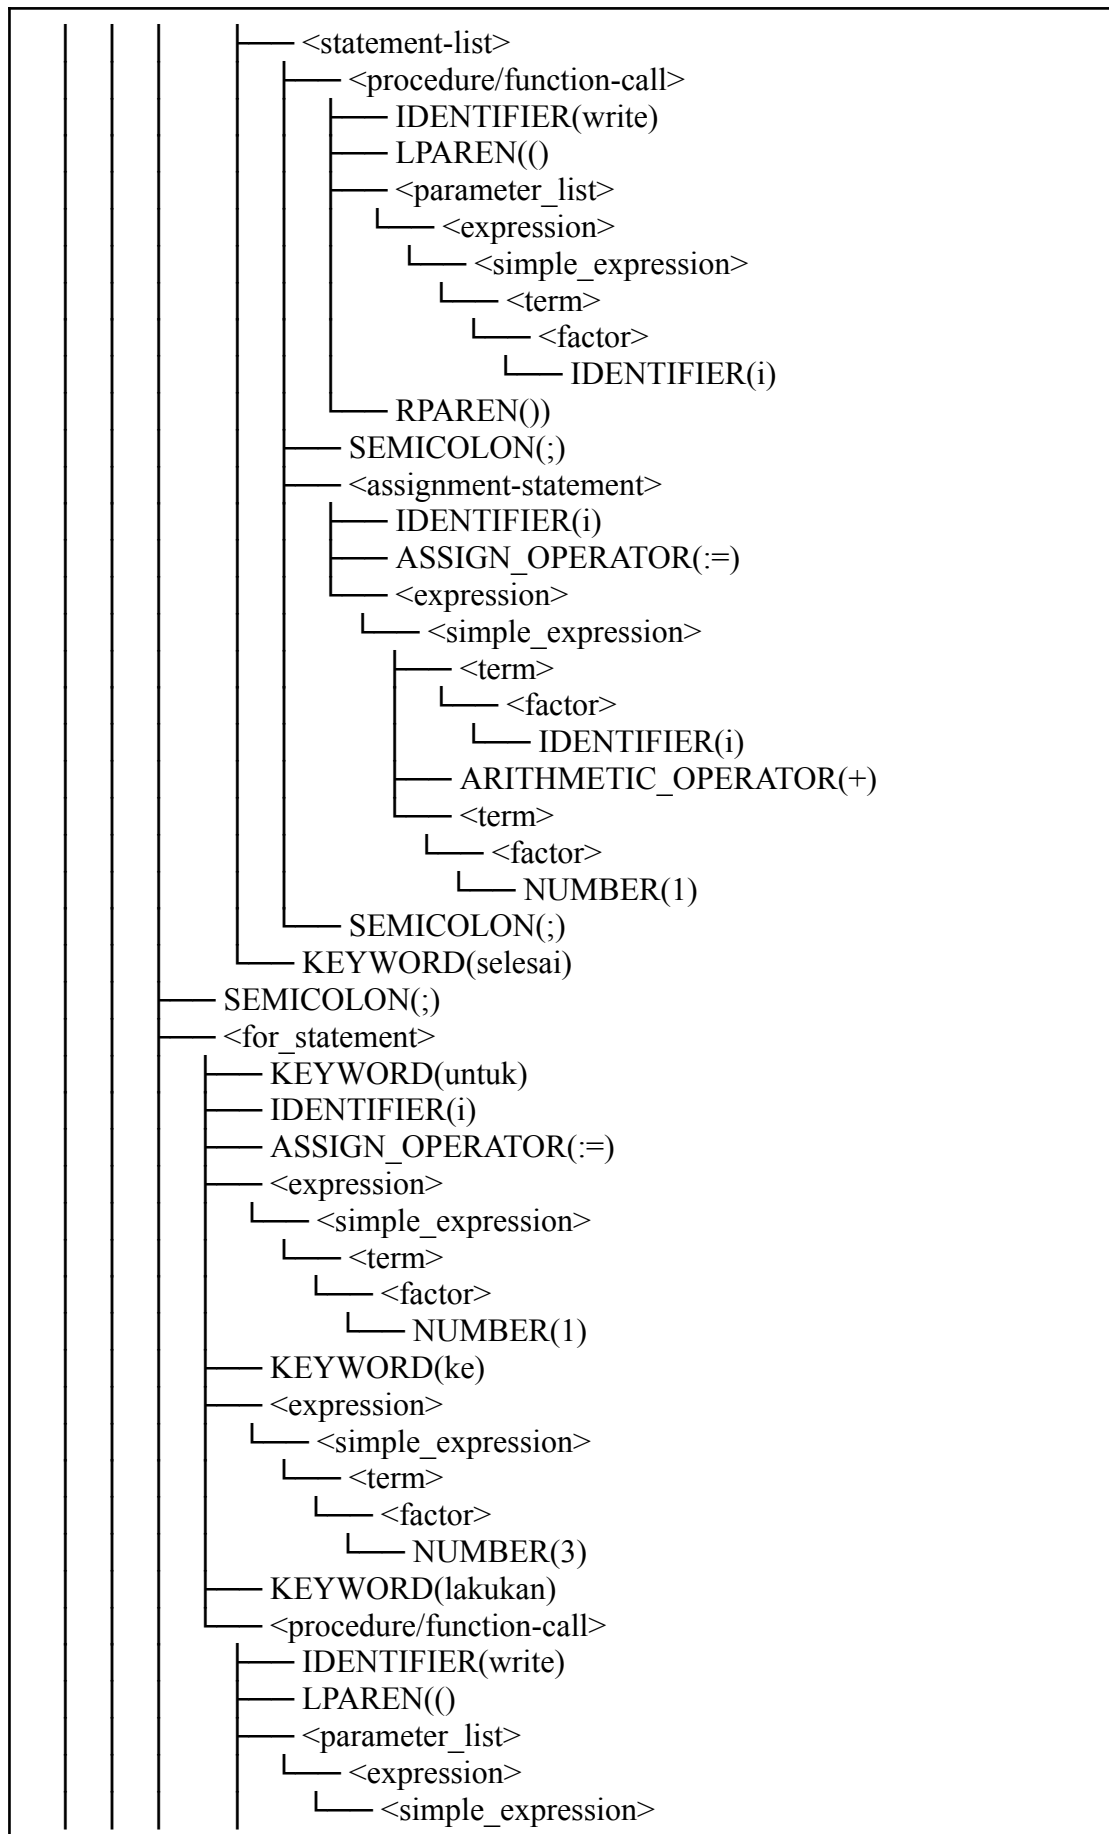 <statement-list>
<procedure/function-call>
IDENTIFIER(write)
LPAREN(()
<parameter_list>
<expression>
<simple_expression>
<term>
<factor>
IDENTIFIER(i)
RPAREN())
SEMICOLON(;)
<assignment-statement>
IDENTIFIER(i)
ASSIGN_OPERATOR(:=)
<expression>
<simple_expression>
<term>
<factor>
IDENTIFIER(i)
ARITHMETIC_OPERATOR(+)
<term>
<factor>
NUMBER(1)
SEMICOLON(;)
KEYWORD(selesai)
SEMICOLON(;)
<for_statement>
KEYWORD(untuk)
IDENTIFIER(i)
ASSIGN_OPERATOR(:=)
<expression>
<simple_expression>
<term>
<factor>
NUMBER(1)
KEYWORD(ke)
<expression>
<simple_expression>
<term>
<factor>
NUMBER(3)
KEYWORD(lakukan)
<procedure/function-call>
IDENTIFIER(write)
LPAREN(()
<parameter_list>
<expression>
<simple_expression>